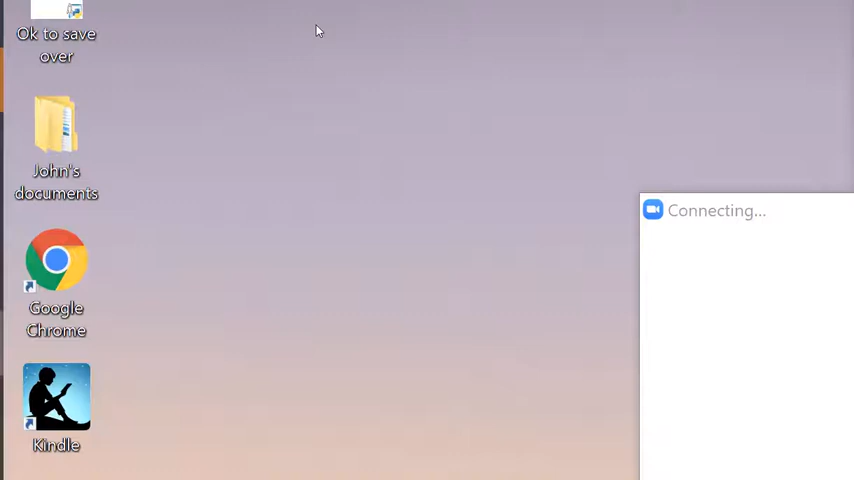 Ok to save
over
John's
documents
Google
Chrome
Kindle
Connecting...